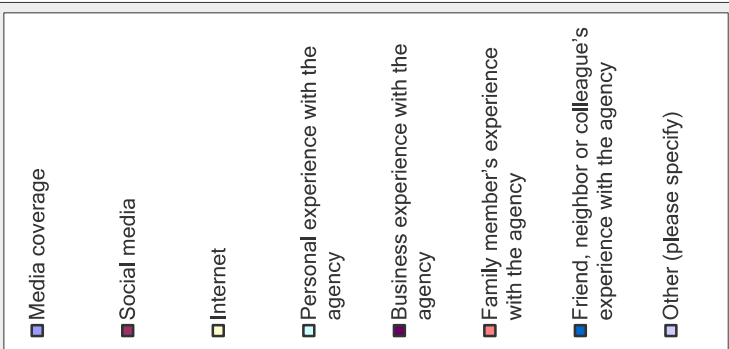 Media coverage
Social media
Internet
Personal experience with the
agency
Business experience with the
agency
Family member's experience
with the agency
Friend, neighbor or colleague's
experience with the agency
Other (please specify)